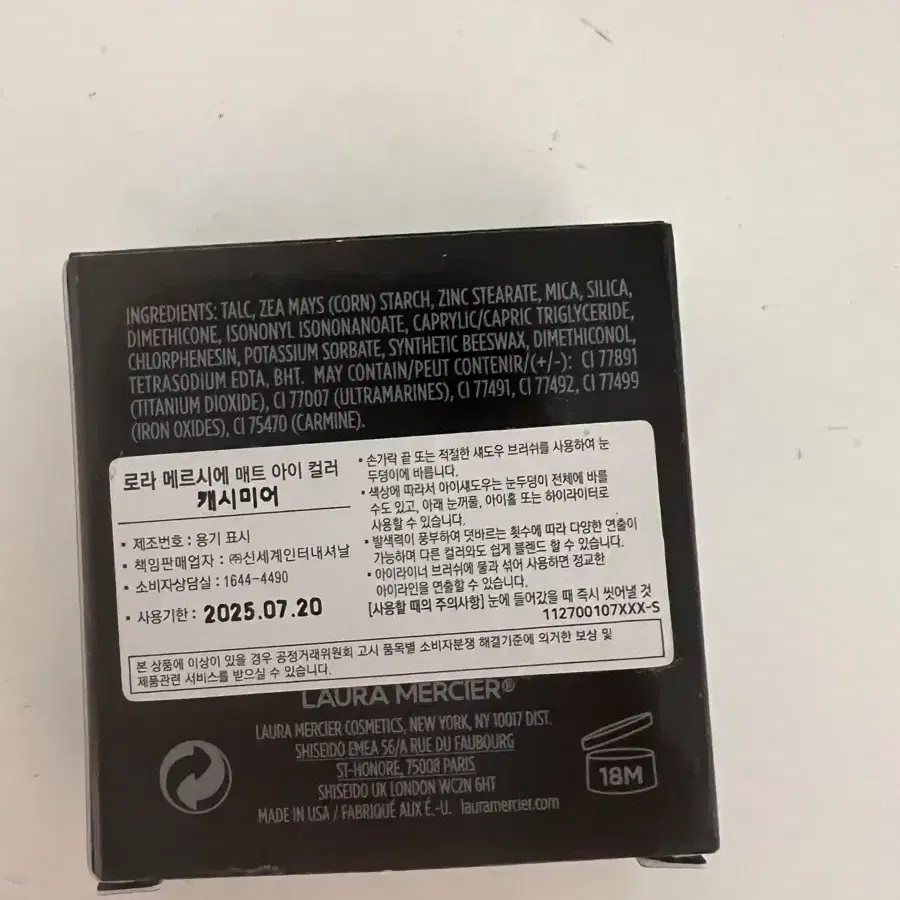 INGREDIENTS: TALC, ZEA MAYS (CORN) STARCH, ZINC STEARATE, MICA, SILICA,
DIMETHICONE, ISONONYL ISONONANOATE, CAPRYLIC/CAPRIC TRIGLYCERIDE,
CHLORPHENESIN, POTASSIUM SORBATE, SYNTHETIC BEESWAX, DIMETHICONOL,
TETRASODIUM EDTA, BHT. MAY CONTAIN/PEUT CONTENIR/(+/-): CI 77891
(TITANIUM DIOXIDE), CI 77007 (ULTRAMARINES), CI 77491, CI 77492, CI 77499
(IRON OXIDES), CI 75470 (CARMINE).
로라 메르시에 매트 아이 컬러
캐시미어
• 제조번호 : 용기 표시
• 책임판매업자 : ㈜신세계인터내셔날
• 소비자상담실 : 1644-4490
• 사용기한 : 2025.07.20
• 손가락 끝 또는 적절한 섀도우 브러쉬를 사용하여 눈
두덩이에 바릅니다.
• 색상에 따라서 아이섀도우는 눈두덩이 전체에 바를
수도 있고, 아래 눈꺼풀, 아이홀 또는 하이라이터로
사용할 수 있습니다.
• 발색력이 풍부하여 덧바르는 횟수에 따라 다양한 연출이
가능하며 다른 컬러와도 쉽게 블렌드 할 수 있습니다.
• 아이라이너 브러쉬에 물과 섞어 사용하면 정교한
아이라인을 연출할 수 있습니다.
[사용할 때의 주의사항] 눈에 들어갔을 때 즉시 씻어낼 것
112700107XXX-S
본 상품에 이상이 있을 경우 공정거래위원회 고시 품목별 소비자분쟁 해결기준에 의거한 보상 및
제품관련 서비스를 받으실 수 있습니다.
LAURA MERCIER®
LAURA MERCIER COSMETICS, NEW YORK, NY 10017 DIST.
SHISEIDO EMEA 56/A RUE DU FAUBOURG
ST-HONORE, 75008 PARIS
SHISEIDO UK LONDON WC2N 6HT
MADE IN USA / FABRIQUÉ AUX É.-U. lauramercier.com
18M